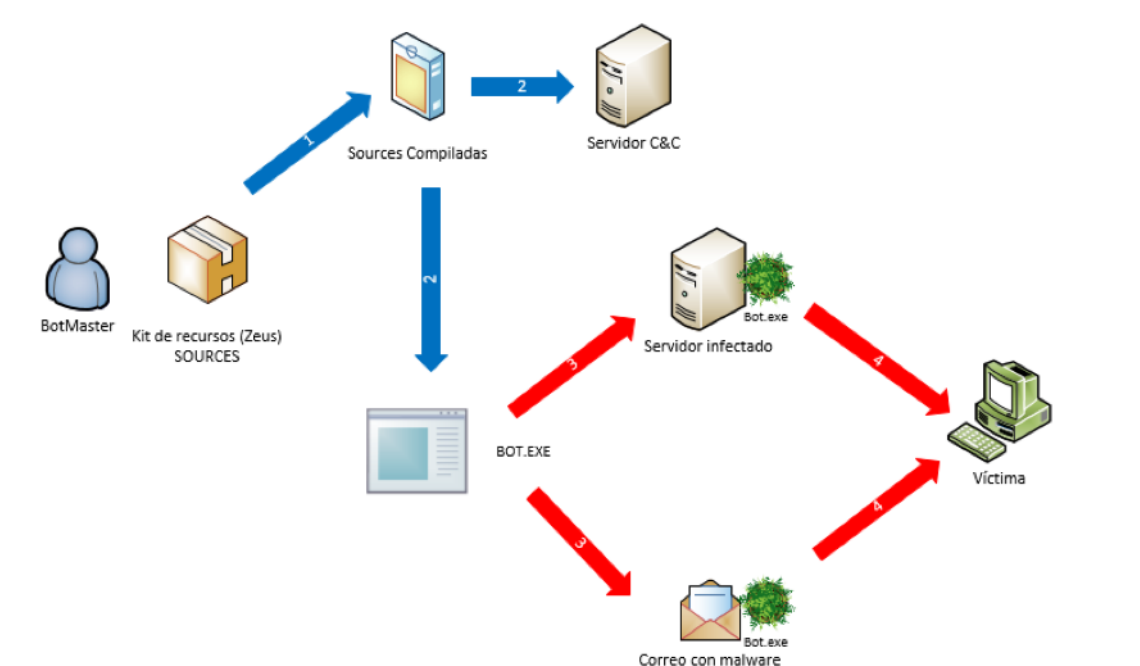 2
Servidor C&C
1
Sources Compiladas
2
BotMaster
Kit de recursos (Zeus)
SOURCES
Bot.exe
Servidor infectado
3
4
BOT.EXE
Víctima
3
4
Bot.exe
Correo con malware